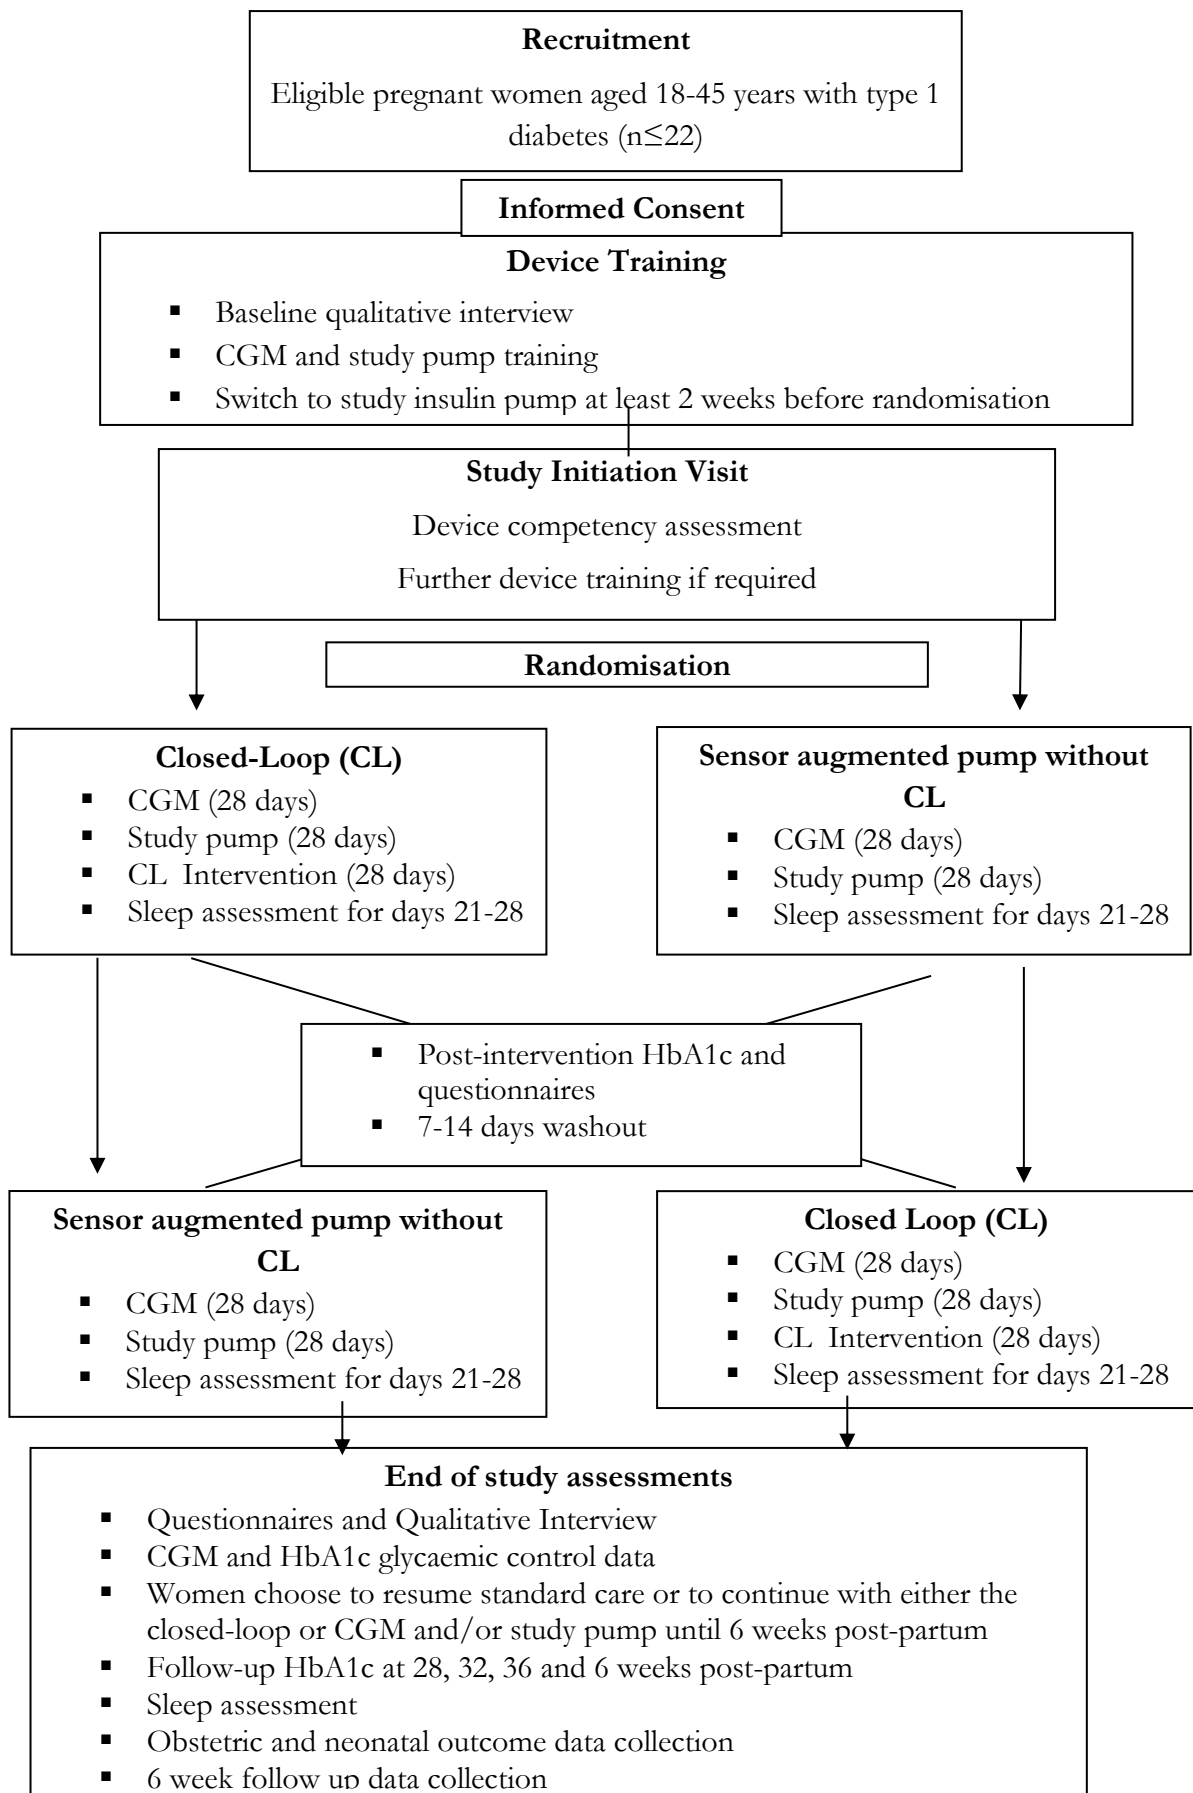 Recruitment
Eligible pregnant women aged 18-45 years with type 1
diabetes (n≤22)
Informed Consent
Device Training
▪ Baseline qualitative interview
▪ CGM and study pump training
▪ Switch to study insulin pump at least 2 weeks before randomisation
Study Initiation Visit
Device competency assessment
Further device training if required
Randomisation
Closed-Loop (CL)
▪ CGM (28 days)
▪ Study pump (28 days)
▪ CL Intervention (28 days)
▪ Sleep assessment for days 21-28
Sensor augmented pump without
CL
▪ CGM (28 days)
▪ Study pump (28 days)
▪ Sleep assessment for days 21-28
▪ Post-intervention HbA1c and
questionnaires
▪ 7-14 days washout
Sensor augmented pump without
CL
▪ CGM (28 days)
▪ Study pump (28 days)
▪ Sleep assessment for days 21-28
Closed Loop (CL)
▪ CGM (28 days)
▪ Study pump (28 days)
▪ CL Intervention (28 days)
▪ Sleep assessment for days 21-28
End of study assessments
▪ Questionnaires and Qualitative Interview
▪ CGM and HbA1c glycaemic control data
▪ Women choose to resume standard care or to continue with either the
closed-loop or CGM and/or study pump until 6 weeks post-partum
▪ Follow-up HbA1c at 28, 32, 36 and 6 weeks post-partum
▪ Sleep assessment
▪ Obstetric and neonatal outcome data collection
▪ 6 week follow up data collection